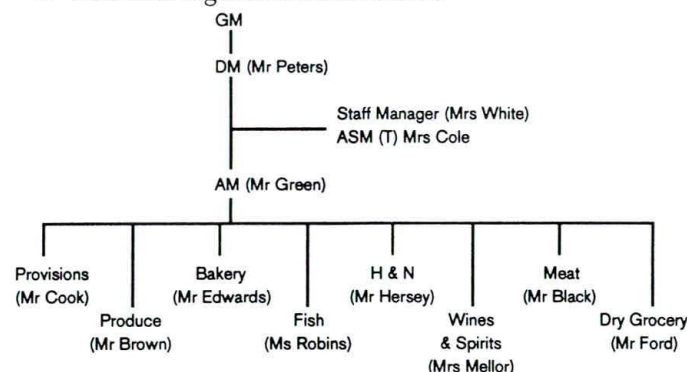 GM
DM (Mr Peters)
Staff Manager (Mrs White)
ASM (T) Mrs Cole
AM (Mr Green)
Provisions
(Mr Cook)
Produce
(Mr Brown)
Bakery
(Mr Edwards)
Fish
(Ms Robins)
H & N
(Mr Hersey)
Wines
& Spirits
(Mrs Mellor)
Meat
(Mr Black)
Dry Grocery
(Mr Ford)